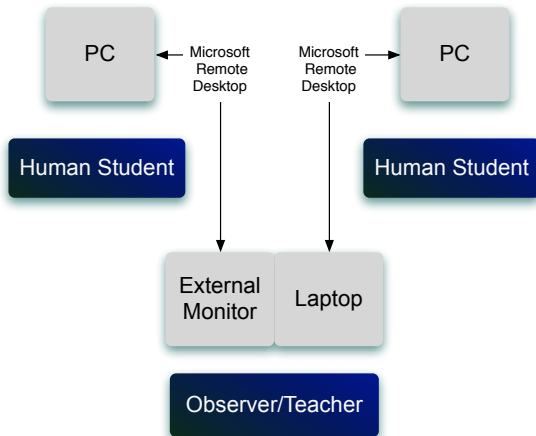 PC
Microsoft
Remote
Desktop
Microsoft
Remote
Desktop
PC
Human Student
Human Student
External
Monitor
Laptop
Observer/Teacher